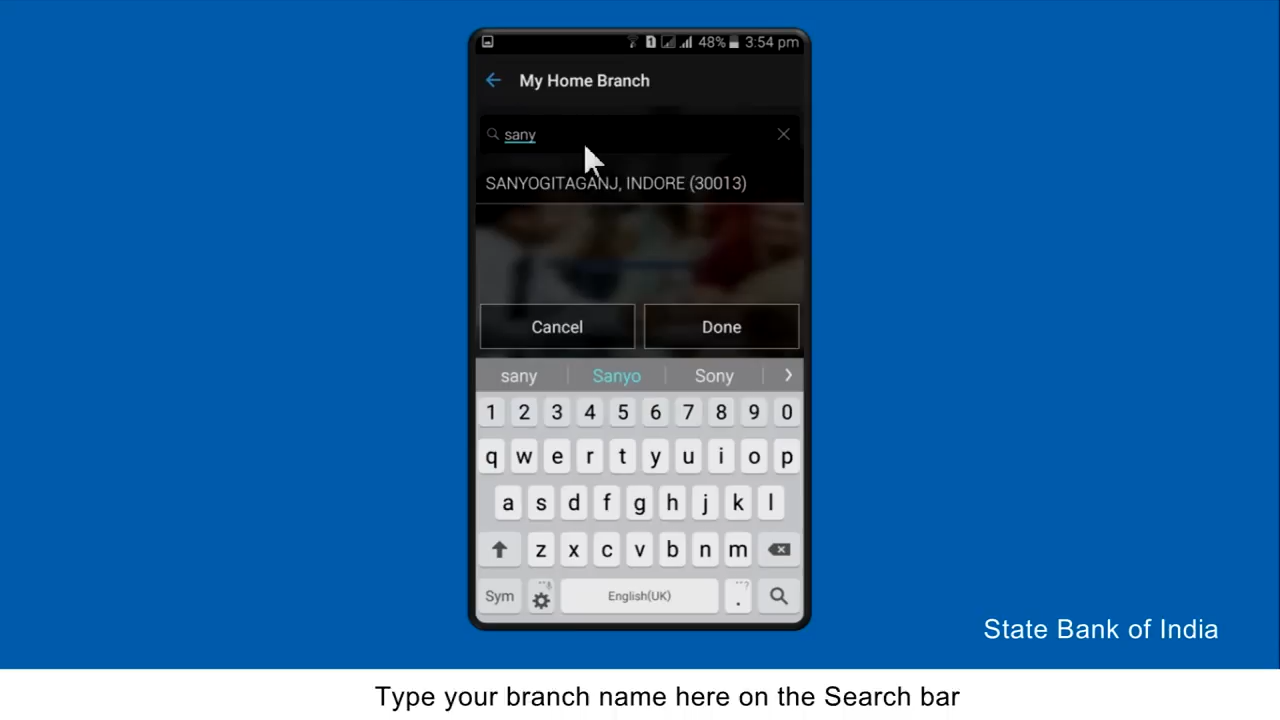 48% 3:54 pm
My Home Branch
sany
SANYOGITAGANJ, INDORE (30013)
Cancel Done
sany Sanyo Sony
1 2 3 4 5 6 7 8 9 0
q w e r t y u i o p
a s d f g h j k l
z x c v b n m
Sym English(UK) .
State Bank of India
Type your branch name here on the Search bar